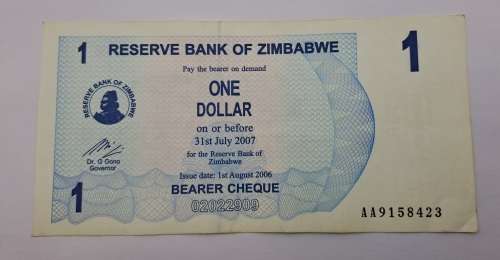 1
RESERVE BANK OF ZIMBABWE
1
Pay the bearer on demand
ONE
DOLLAR
RESERVE BANK OF ZIMBABWE
on or before
31st July 2007
for the Reserve Bank of
Zimbabwe
Dr. G Gono
Governor
Issue date: 1st August 2006
1
BEARER CHEQUE
02022909
AA9158423